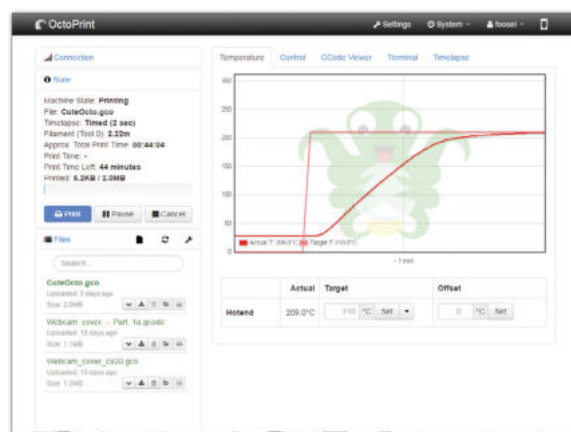 OctoPrint
Settings System foosel
Connection
State
Machine State: Printing
File: CuteOcto.gco
Timelapse: Timed (2 sec)
Filament (Tool 0): 2.22m
Approx. Total Print Time: 00:44:04
Print Time: -
Print Time Left: 44 minutes
Printed: 5.2KB / 2.0MB
Print Pause Cancel
Files
Search...
CuteOcto.gco
Uploaded: 5 days ago
Size: 2.0MB
Webcam_cover_-_Part_1a.gcode
Uploaded: 10 days ago
Size: 1.1MB
Webcam_cover_c920.gco
Uploaded: 10 days ago
Size: 1.2MB
Temperature Control GCode Viewer Terminal Timelapse
300
250
200
150
100
50
0
Actual T: 209.0°C Target T: 210.0°C
- 1 min
Actual Target Offset
Hotend 209.0°C 210 °C Set 0 °C Set